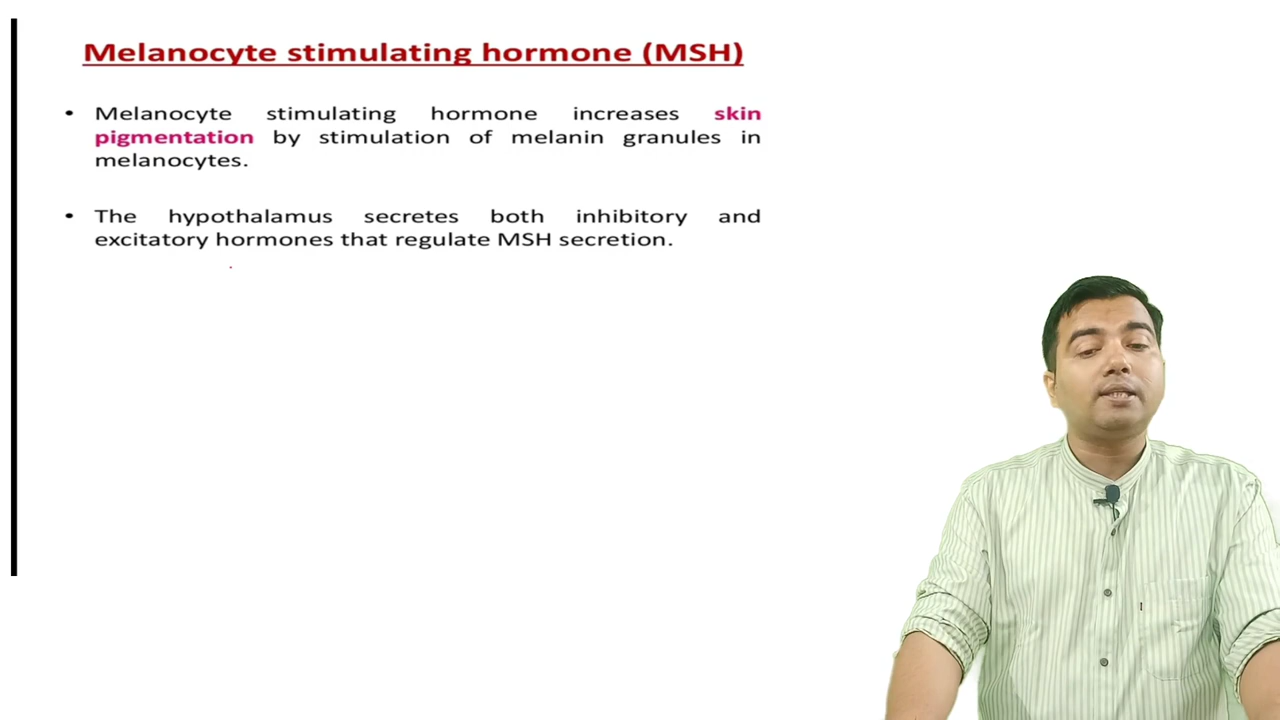 Melanocyte stimulating hormone (MSH)
• Melanocyte stimulating hormone increases skin
pigmentation by stimulation of melanin granules in
melanocytes.
• The hypothalamus secretes both inhibitory and
excitatory hormones that regulate MSH secretion.